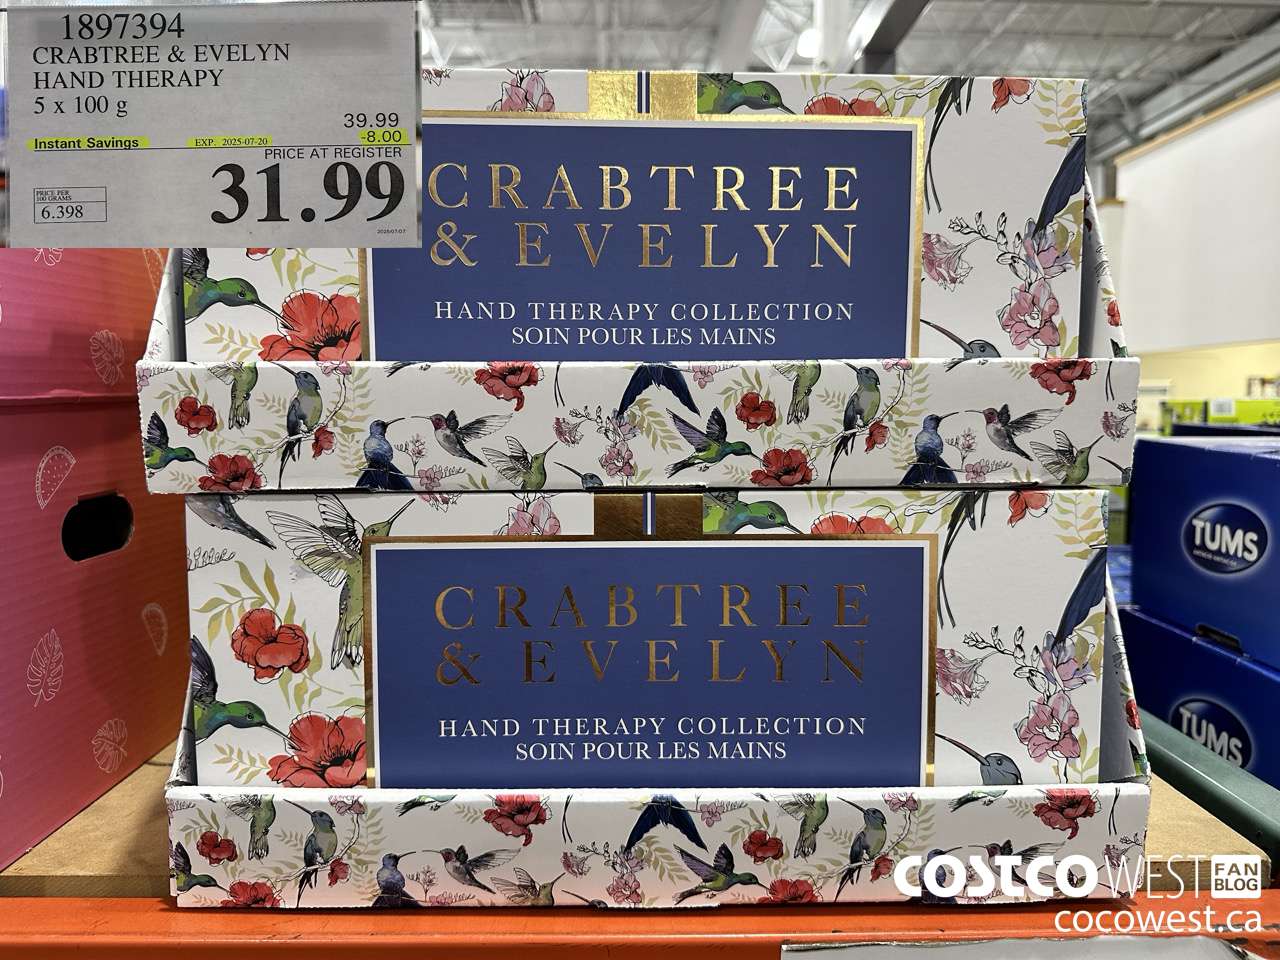 1897394
CRABTREE & EVELYN
HAND THERAPY
5 x 100 g
39.99
Instant Savings EXP. 2025-07-20 -8.00
PRICE AT REGISTER
31.99
PRICE PER
100 GRAMS
6.398
2025/07/07
CRABTREE
& EVELYN
HAND THERAPY COLLECTION
SOIN POUR LES MAINS
CRABTREE
& EVELYN
HAND THERAPY COLLECTION
SOIN POUR LES MAINS
TUMS
TUMS
COSTCO WEST FAN
BLOG
cocowest.ca